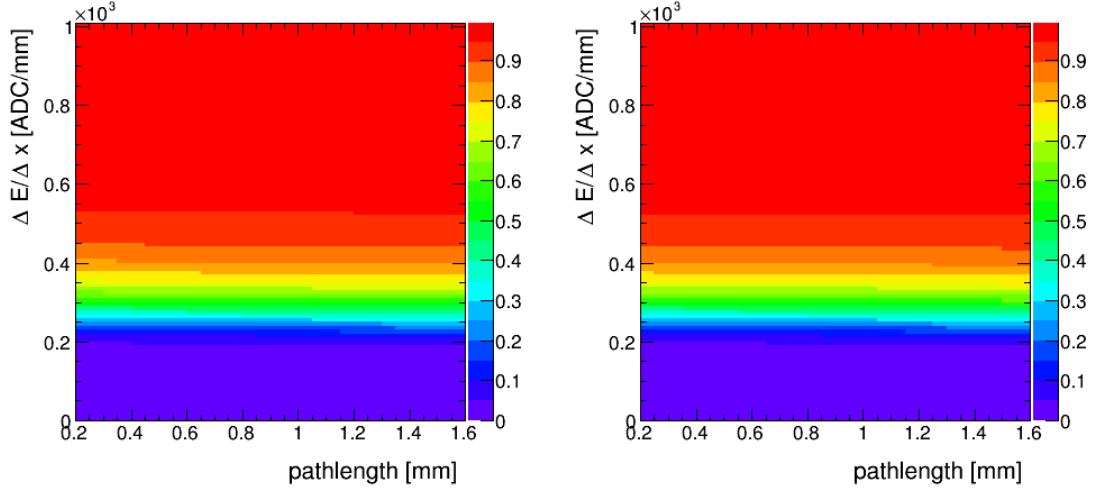 ×10³ ×10³
Δ E/Δ x [ADC/mm] Δ E/Δ x [ADC/mm]
1 1
0.9 0.9
0.8 0.8 0.8 0.8
0.7 0.7
0.6 0.6 0.6 0.6
0.5 0.5
0.4 0.4 0.4 0.4
0.3 0.3
0.2 0.2 0.2 0.2
0.1 0.1
0 0 0 0
0.2 0.4 0.6 0.8 1 1.2 1.4 1.6 0.2 0.4 0.6 0.8 1 1.2 1.4 1.6
pathlength [mm] pathlength [mm]